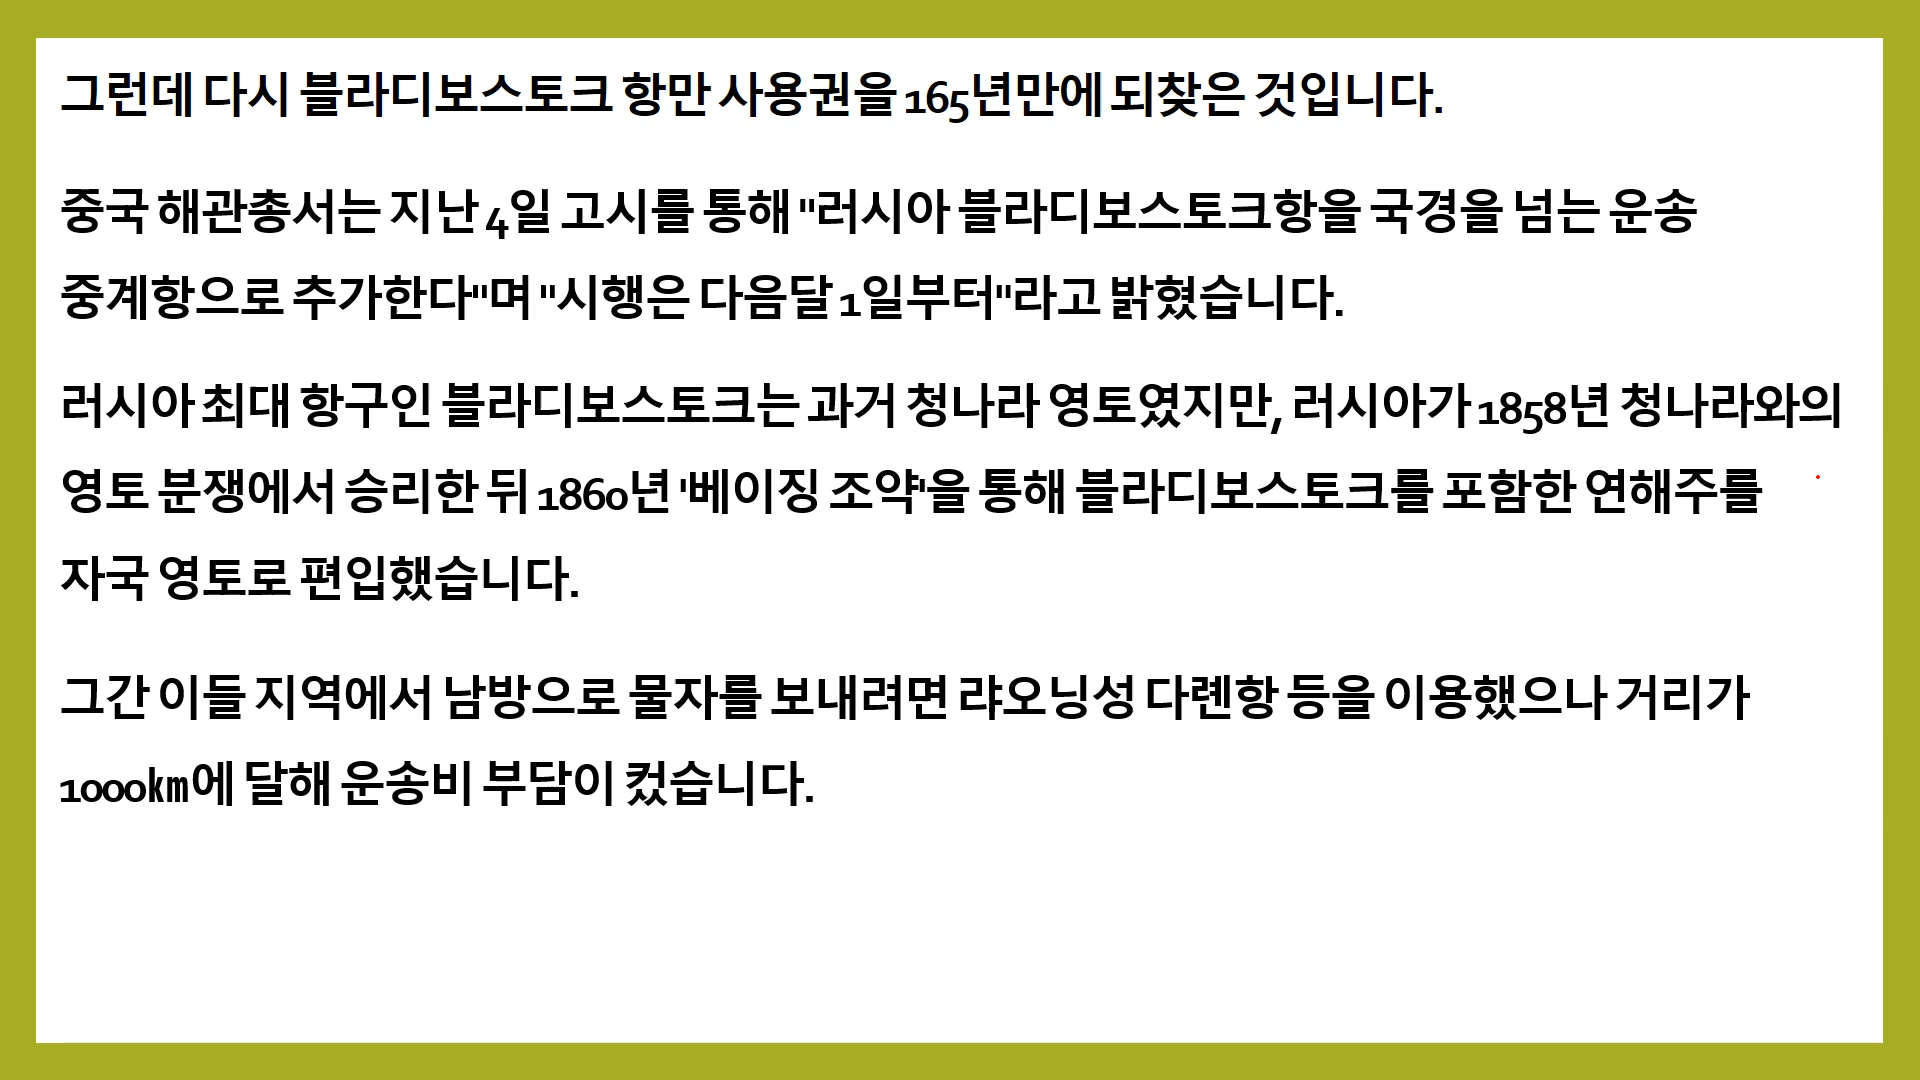 그런데 다시 블라디보스토크 항만 사용권을 165년만에 되찾은 것입니다.
중국 해관총서는 지난 4일 고시를 통해 "러시아 블라디보스토크항을 국경을 넘는 운송
중계항으로 추가한다"며 "시행은 다음달 1일부터"라고 밝혔습니다.
러시아 최대 항구인 블라디보스토크는 과거 청나라 영토였지만, 러시아가 1858년 청나라와의
영토 분쟁에서 승리한 뒤 1860년 '베이징 조약'을 통해 블라디보스토크를 포함한 연해주를
자국 영토로 편입했습니다.
그간 이들 지역에서 남방으로 물자를 보내려면 랴오닝성 다롄항 등을 이용했으나 거리가
1000㎞에 달해 운송비 부담이 컸습니다.